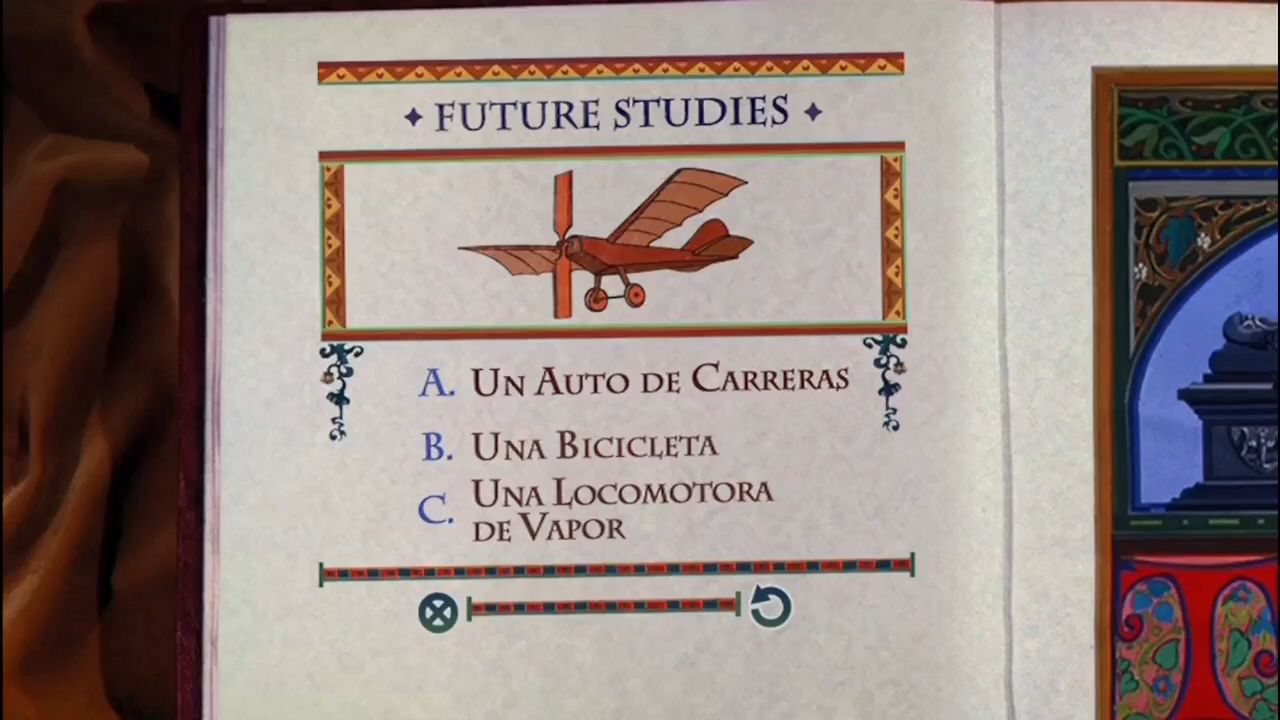 FUTURE STUDIES
A. UN AUTO DE CARRERAS
B. UNA BICICLETA
C. UNA LOCOMOTORA
DE VAPOR